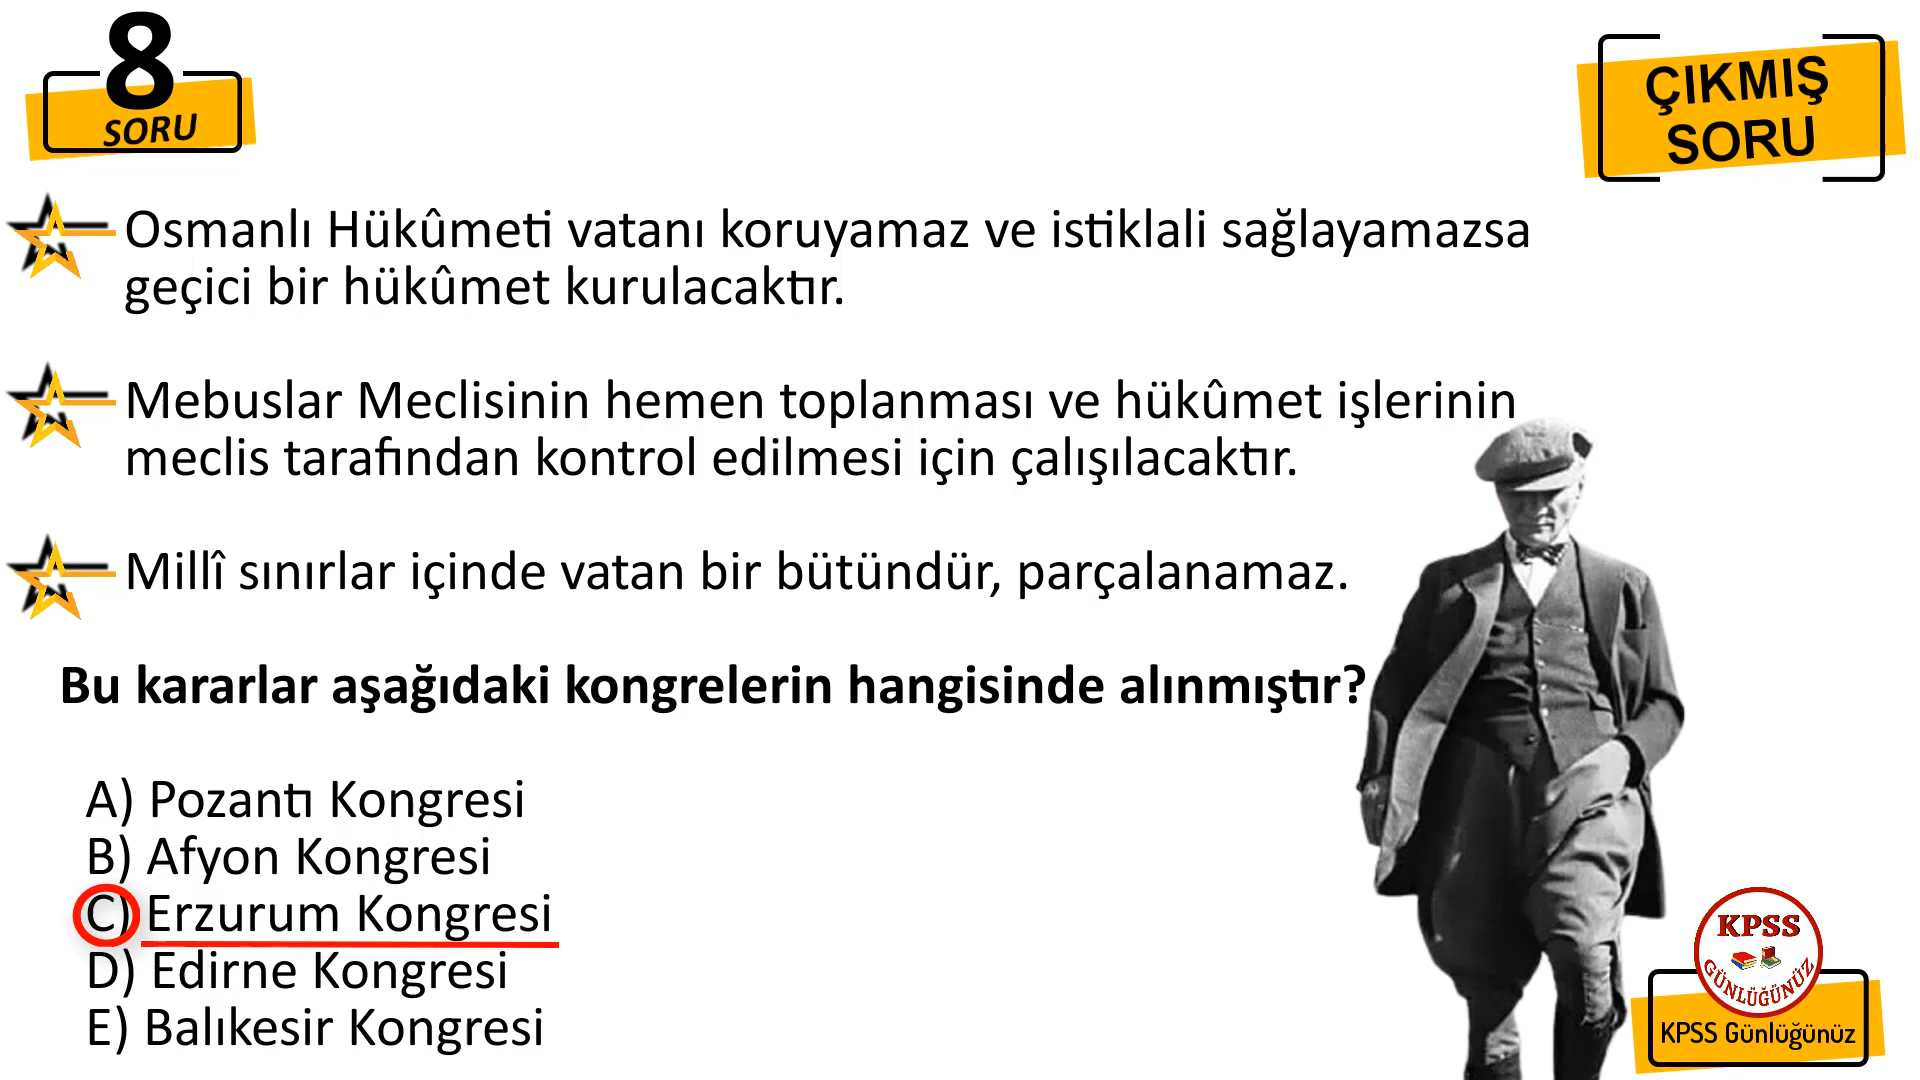 8
SORU
ÇIKMIŞ
SORU
Osmanlı Hükûmeti vatanı koruyamaz ve istiklali sağlayamazsa
geçici bir hükûmet kurulacaktır.
Mebuslar Meclisinin hemen toplanması ve hükûmet işlerinin
meclis tarafından kontrol edilmesi için çalışılacaktır.
Millî sınırlar içinde vatan bir bütündür, parçalanamaz.
Bu kararlar aşağıdaki kongrelerin hangisinde alınmıştır?
A) Pozantı Kongresi
B) Afyon Kongresi
C) Erzurum Kongresi
D) Edirne Kongresi
E) Balıkesir Kongresi
KPSS
GÜNLÜĞÜNÜZ
KPSS Günlüğünüz